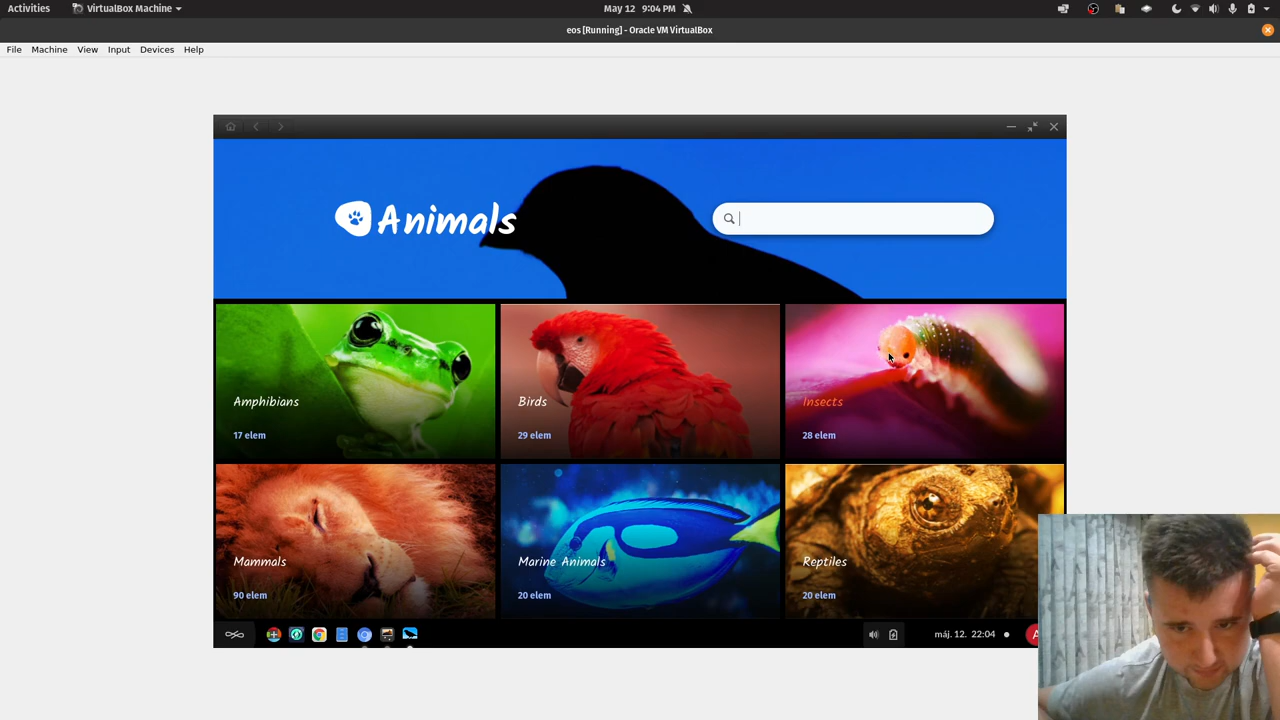 Activities VirtualBox Machine May 12 9:04 PM
eos [Running] - Oracle VM VirtualBox
File Machine View Input Devices Help
Animals
Amphibians
17 elem
Birds
29 elem
Insects
28 elem
Mammals
90 elem
Marine Animals
20 elem
Reptiles
20 elem
máj. 12. 22:04
A